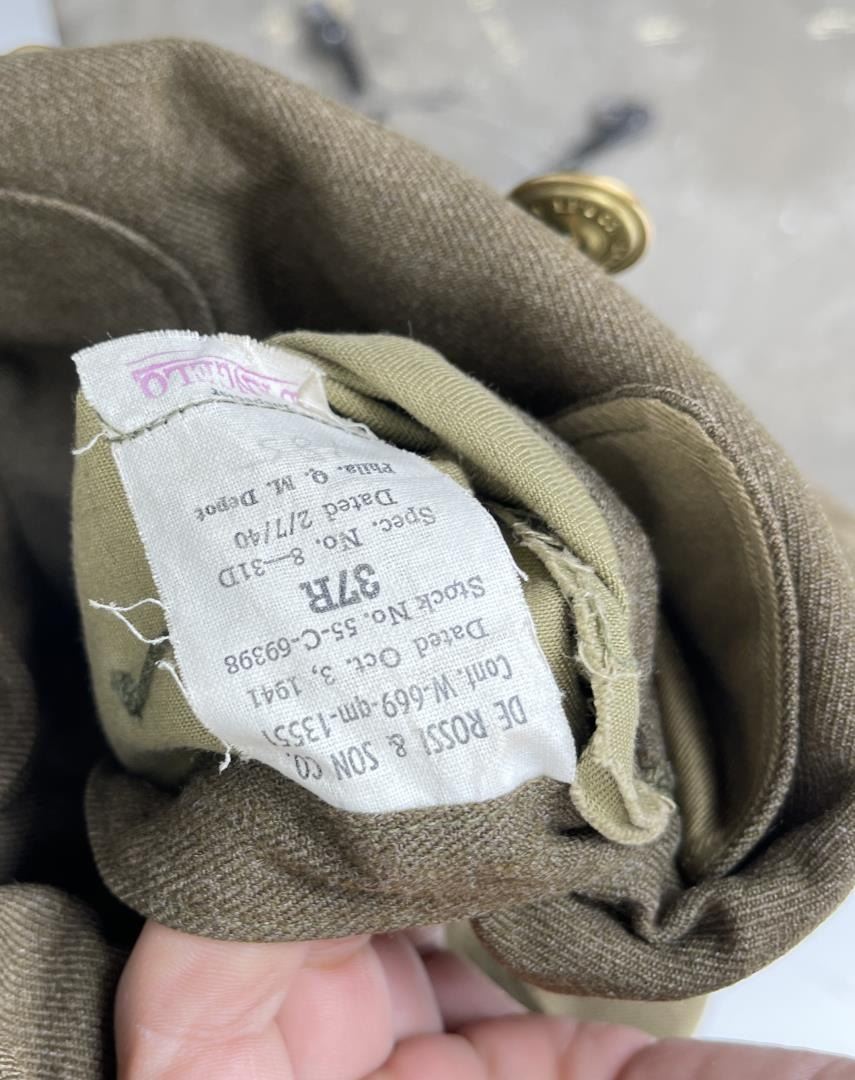 DE ROSSI & SON CO.
Conf. W-669-qm-13551
Dated Oct. 3, 1941
Stock No. 55-C-69398
37R
Spec. No. 8—31D
Dated 2/7/40
Phila. Q. M. Depot